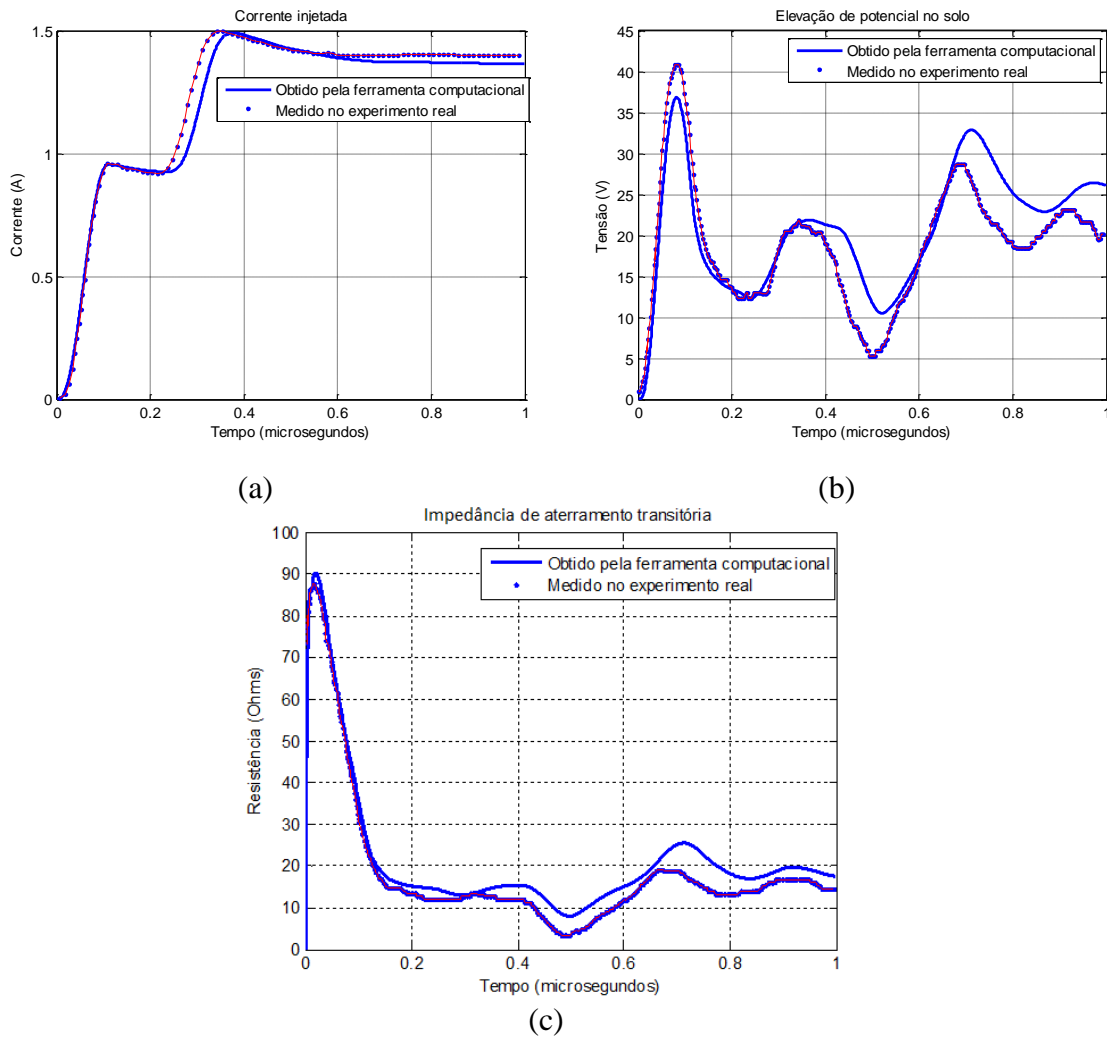 Corrente injetada
1.5
1
0.5
0
Corrente (A)
Obtido pela ferramenta computacional
Medido no experimento real
0 0.2 0.4 0.6 0.8 1
Tempo (microsegundos)
(a)
Elevação de potencial no solo
45
40
35
30
25
20
15
10
5
0
Tensão (V)
Obtido pela ferramenta computacional
Medido no experimento real
0 0.2 0.4 0.6 0.8 1
Tempo (microsegundos)
(b)
Impedância de aterramento transitória
100
90
80
70
60
50
40
30
20
10
0
Resistência (Ohms)
Obtido pela ferramenta computacional
Medido no experimento real
0 0.2 0.4 0.6 0.8 1
Tempo (microsegundos)
(c)